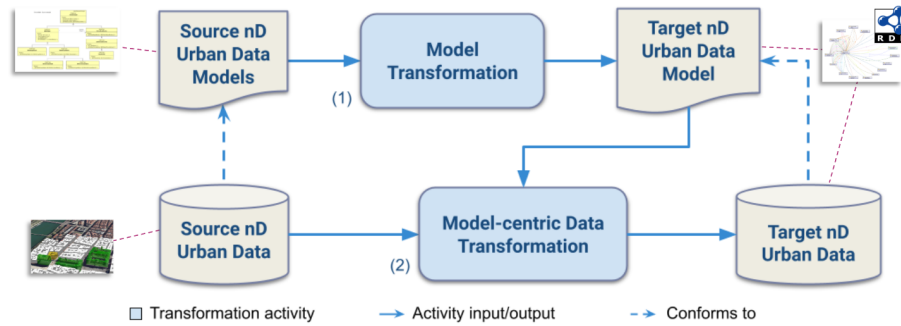 Source nD
Urban Data
Models
Model
Transformation
(1)
Target nD
Urban Data
Model
RDF
Source nD
Urban Data
Model-centric Data
Transformation
(2)
Target nD
Urban Data
Transformation activity
Activity input/output
Conforms to